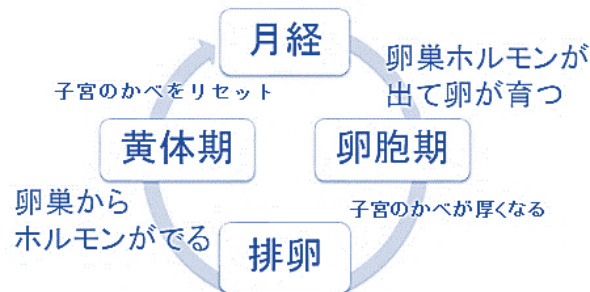 月経
卵巣ホルモンが
出て卵が育つ
子宮のかべをリセット
黄体期
卵胞期
子宮のかべが厚くなる
卵巣から
ホルモンがでる
排卵